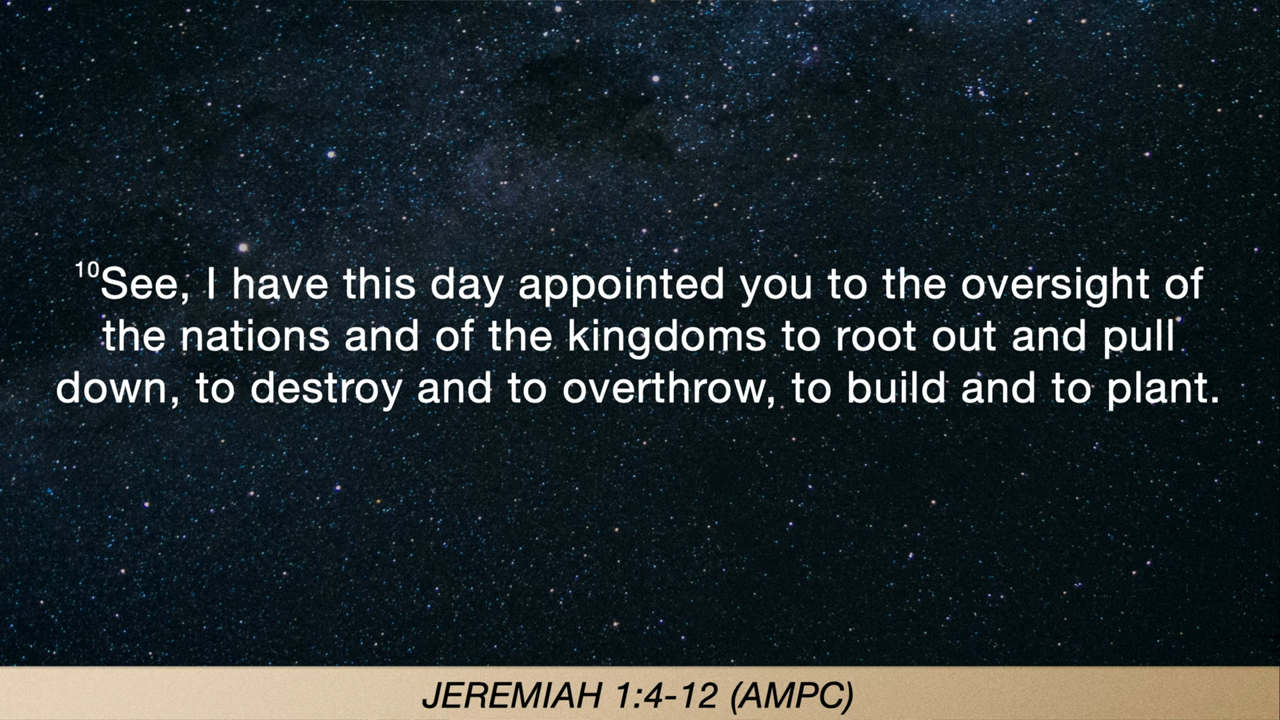 10See, I have this day appointed you to the oversight of
the nations and of the kingdoms to root out and pull
down, to destroy and to overthrow, to build and to plant.
JEREMIAH 1:4-12 (AMPC)